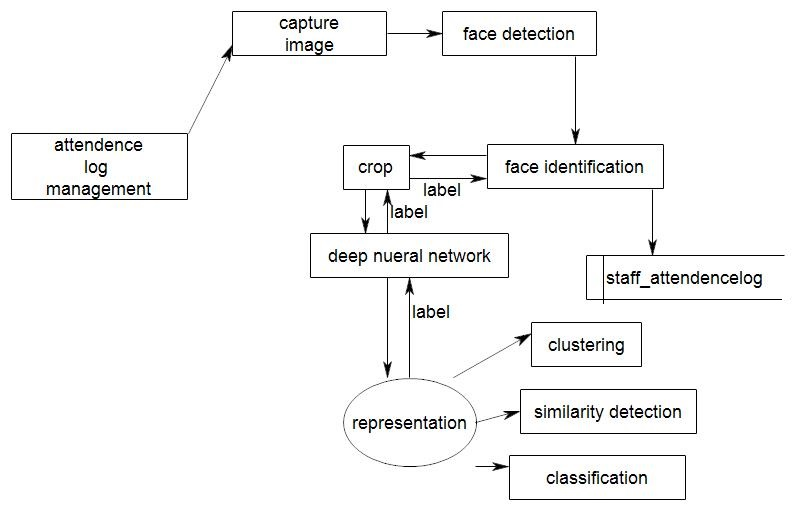 capture
image
face detection
attendence
log
management
crop
face identification
label
label
deep nueral network
staff_attendencelog
label
clustering
similarity detection
representation
classification